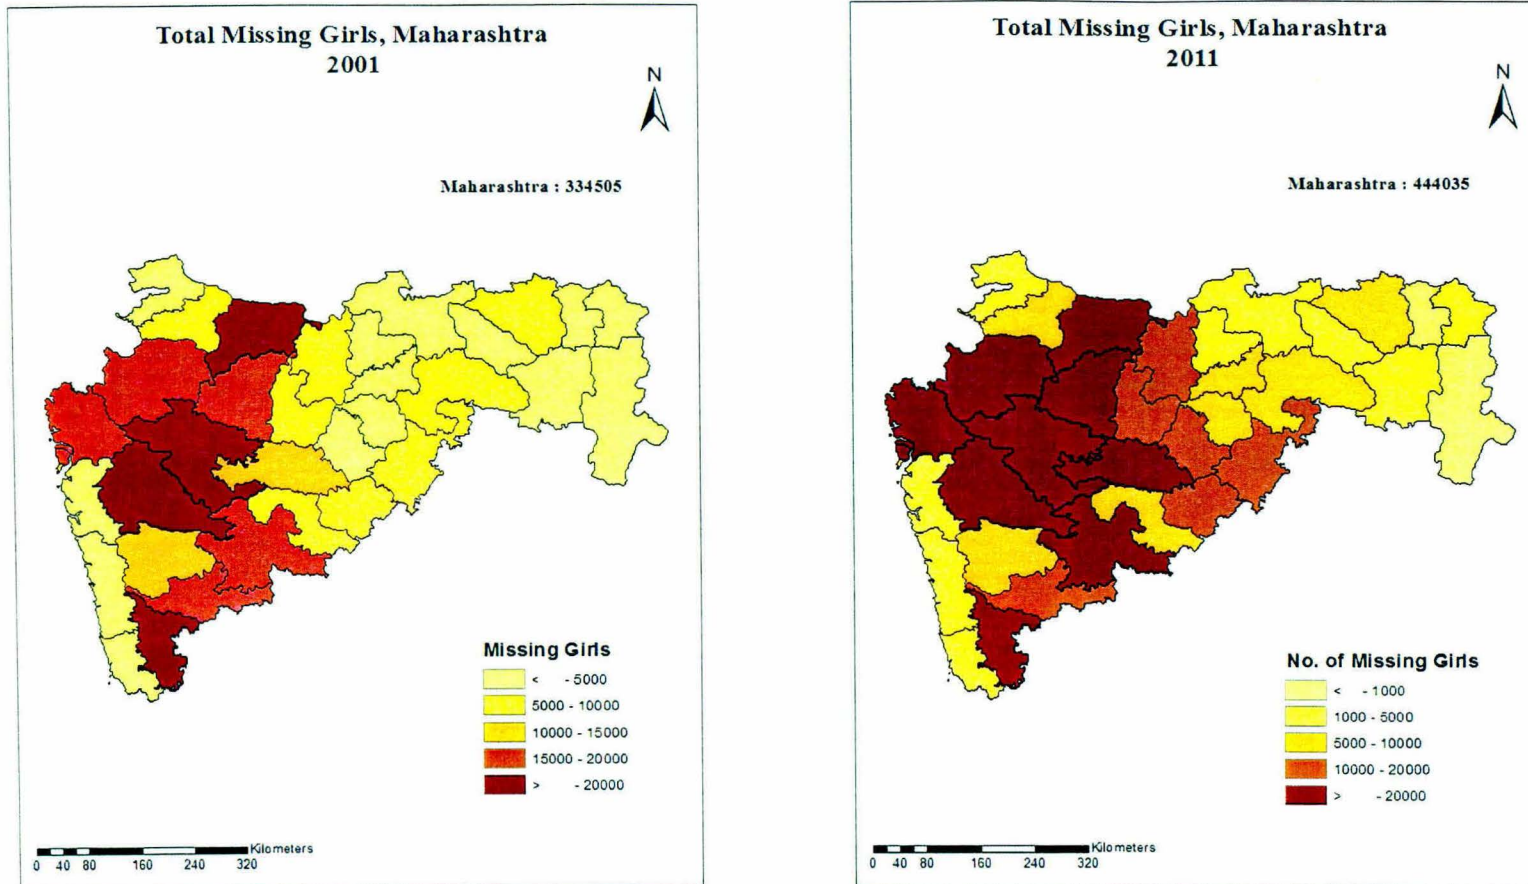 Total Missing Girls, Maharashtra
2001
N
Maharashtra : 334505
Missing Girls
< - 5000
5000 - 10000
10000 - 15000
15000 - 20000
> - 20000
Kilometers
0 40 80 160 240 320
Total Missing Girls, Maharashtra
2011
N
Maharashtra : 444035
No. of Missing Girls
< - 1000
1000 - 5000
5000 - 10000
10000 - 20000
> - 20000
Kilometers
0 40 80 160 240 320